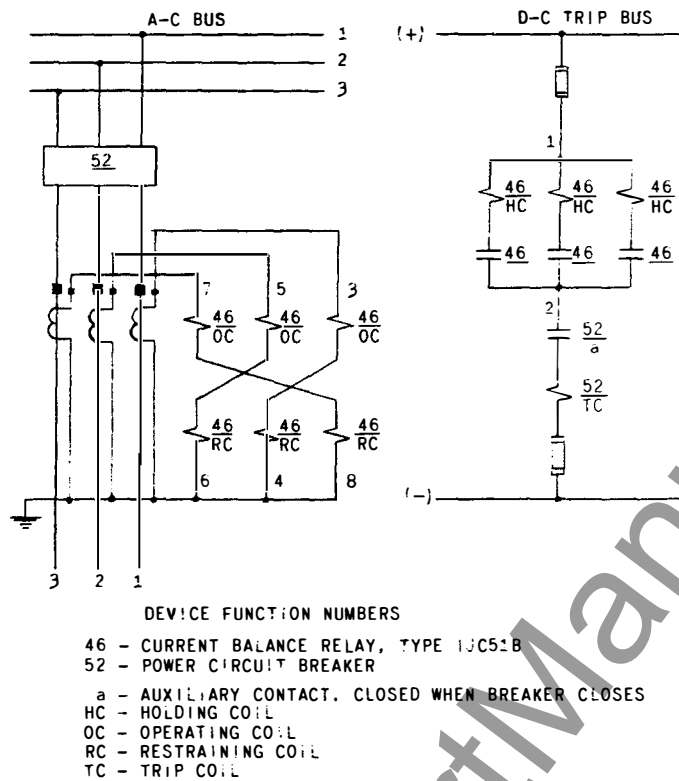 A-C BUS
D-C TRIP BUS
1
2
3
(+)
52
1
46
HC
46
HC
46
HC
46
46
46
7
5
3
46
OC
46
OC
46
OC
2
52
a
52
TC
46
RC
46
RC
46
RC
6
4
8
(-)
3
2
1
DEVICE FUNCTION NUMBERS
46 - CURRENT BALANCE RELAY, TYPE IJC51B
52 - POWER CIRCUIT BREAKER
a - AUXILIARY CONTACT. CLOSED WHEN BREAKER CLOSES
HC - HOLDING COIL
OC - OPERATING COIL
RC - RESTRAINING COIL
TC - TRIP COIL